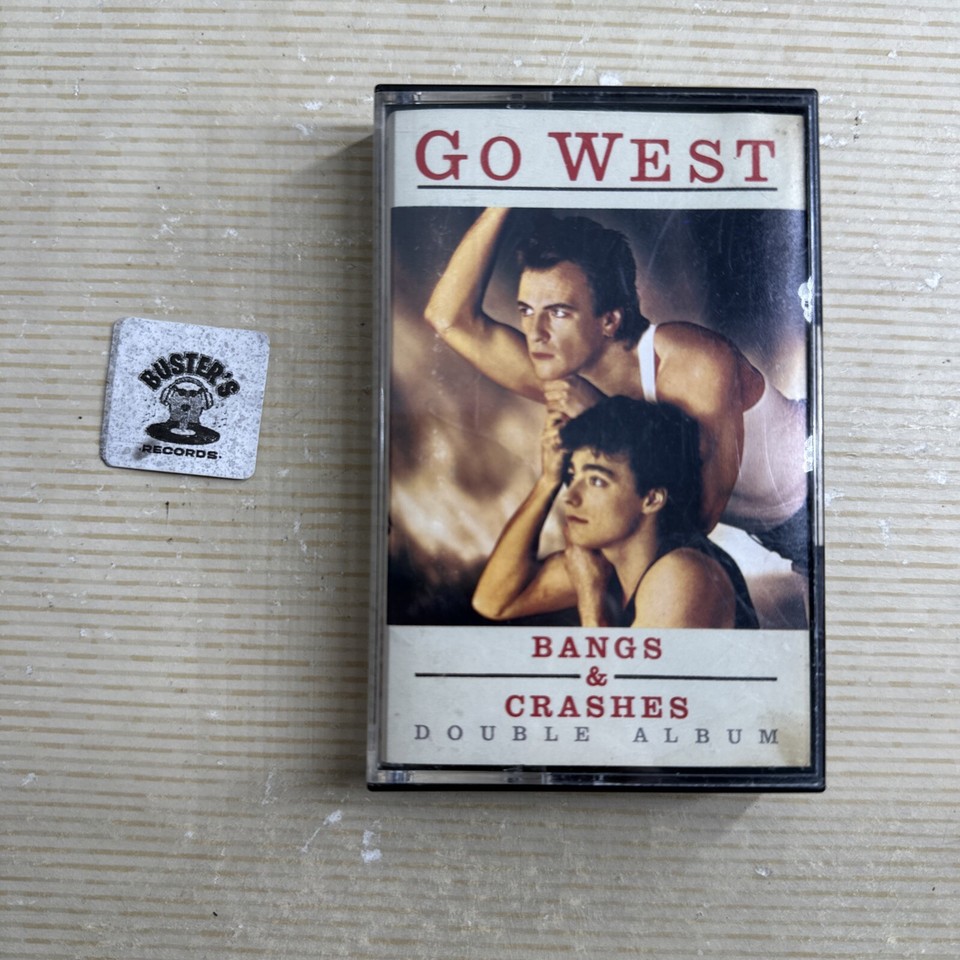 GO WEST
BANGS
&
CRASHES
DOUBLE ALBUM
BUSTER'S
·RECORDS·